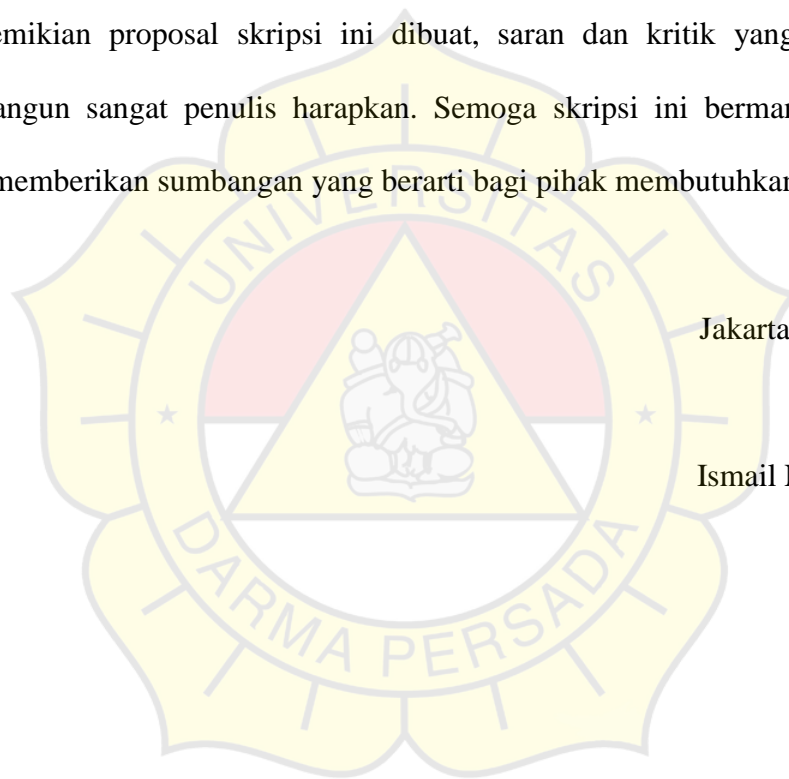 emikian proposal skripsi ini dibuat, saran dan kritik yang
angun sangat penulis harapkan. Semoga skripsi ini berman
memberikan sumbangan yang berarti bagi pihak membutuhkan
Jakarta
Ismail
UNIVERSITAS
DARMA PERSADA